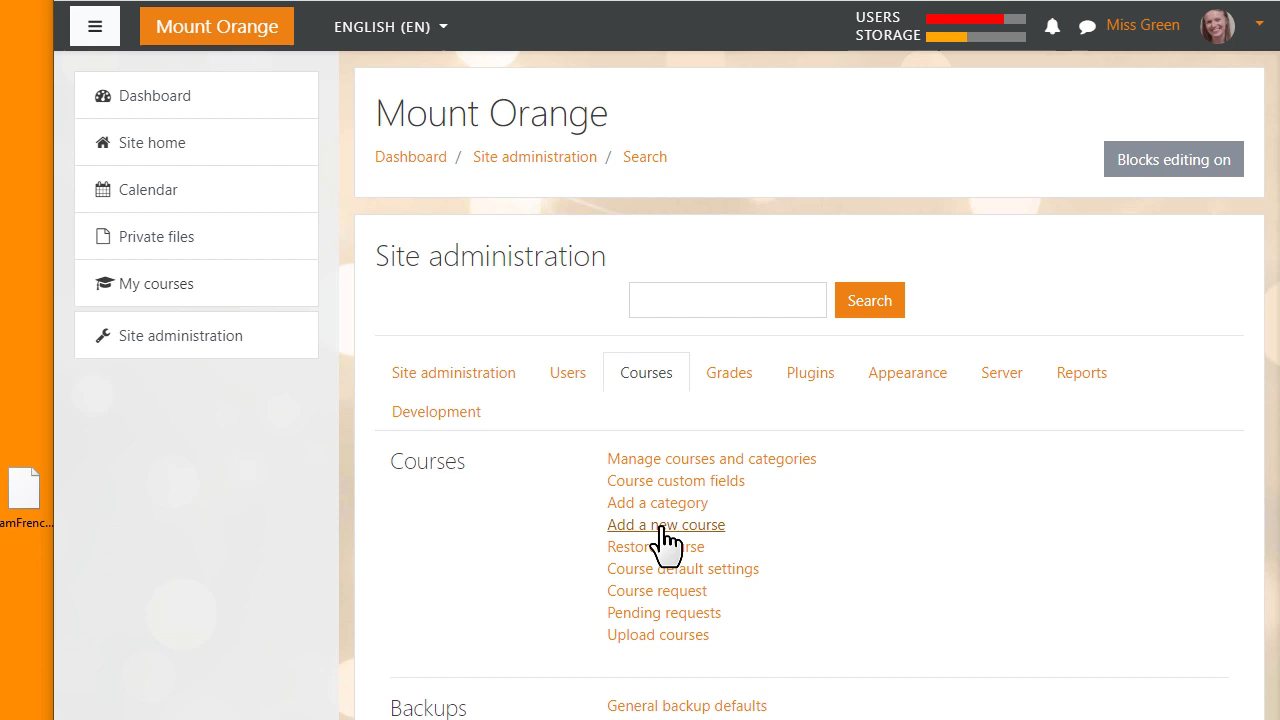 Mount Orange
ENGLISH (EN)
USERS
STORAGE
Miss Green
Dashboard
Site home
Calendar
Private files
My courses
Site administration
Mount Orange
Dashboard / Site administration / Search
Blocks editing on
Site administration
Search
Site administration Users Courses Grades Plugins Appearance Server Reports
Development
Courses
Manage courses and categories
Course custom fields
Add a category
Add a new course
Course default settings
Course request
Pending requests
Upload courses
Backups
General backup defaults